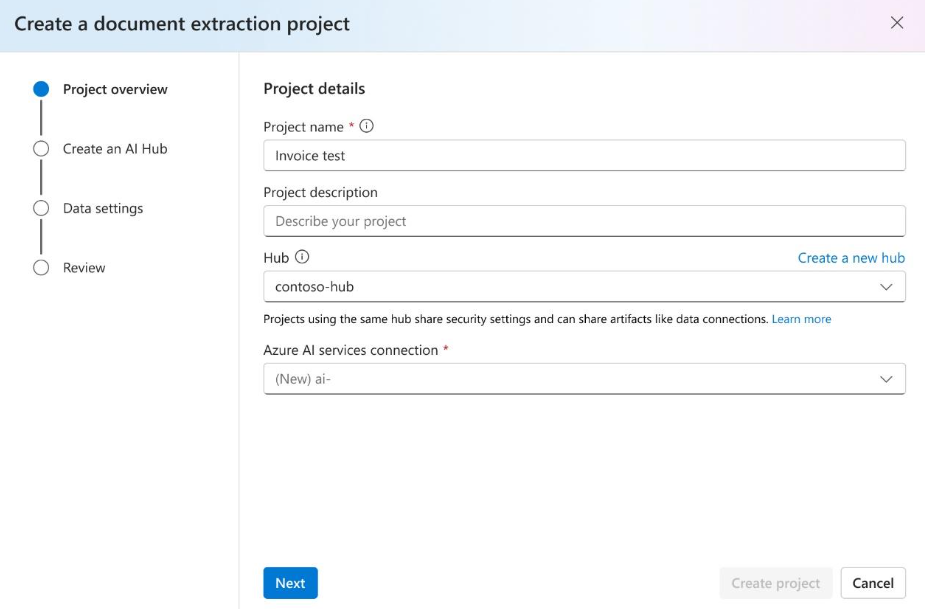 Create a document extraction project
Project overview
Create an AI Hub
Data settings
Review
Project details
Project name *
Invoice test
Project description
Describe your project
Hub
Create a new hub
contoso-hub
Projects using the same hub share security settings and can share artifacts like data connections. Learn more
Azure AI services connection *
(New) ai-
Next
Create project
Cancel